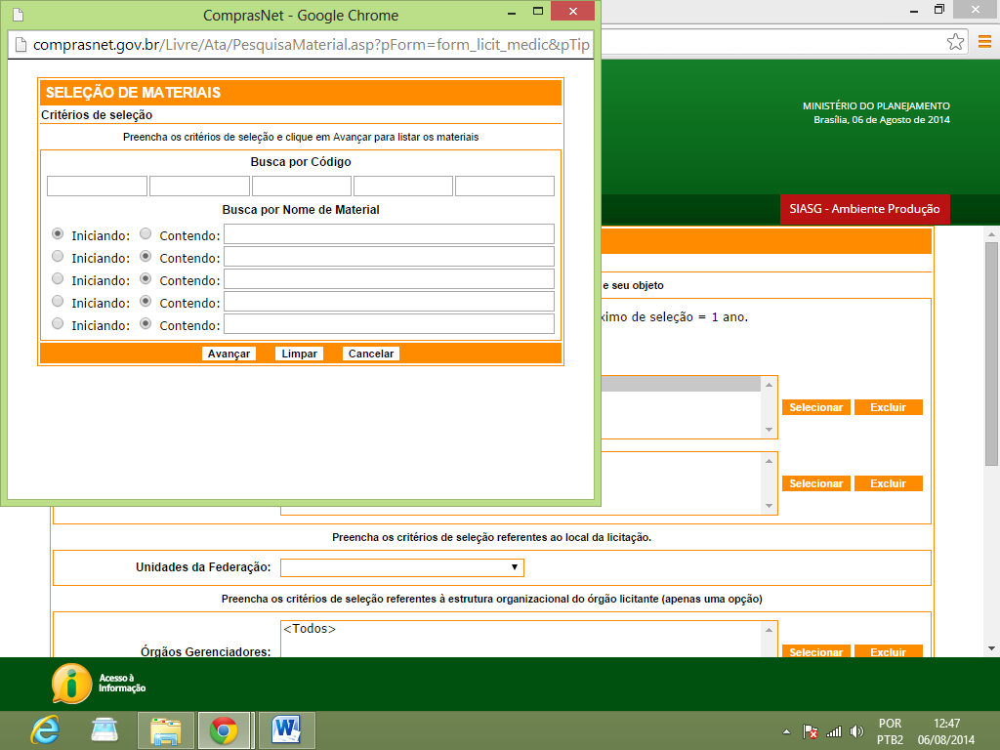 ComprasNet - Google Chrome
comprasnet.gov.br/Livre/Ata/PesquisaMaterial.asp?pForm=form_licit_medic&pTip
SELEÇÃO DE MATERIAIS
Critérios de seleção
Preencha os critérios de seleção e clique em Avançar para listar os materiais
Busca por Código
Busca por Nome de Material
Iniciando: Contendo:
Iniciando: Contendo:
Iniciando: Contendo:
Iniciando: Contendo:
Iniciando: Contendo:
Avançar Limpar Cancelar
MINISTÉRIO DO PLANEJAMENTO
Brasília, 06 de Agosto de 2014
SIASG - Ambiente Produção
e seu objeto
ximo de seleção = 1 ano.
Selecionar Excluir
Selecionar Excluir
Preencha os critérios de seleção referentes ao local da licitação.
Unidades da Federação:
Preencha os critérios de seleção referentes à estrutura organizacional do órgão licitante (apenas uma opção)
<Todos>
Órgãos Gerenciadores:
Selecionar Excluir
Acesso à
Informação
POR
PTB2
12:47
06/08/2014